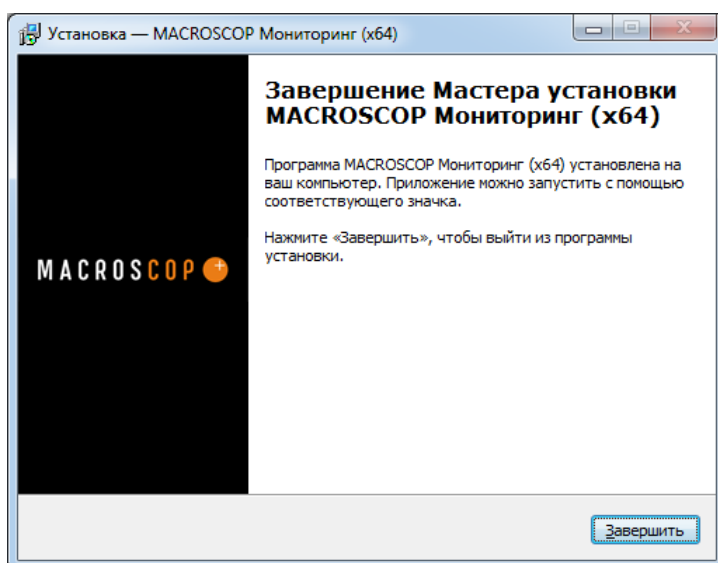 Установка — MACROSCOP Мониторинг (x64)
Завершение Мастера установки
MACROSCOP Мониторинг (x64)
Программа MACROSCOP Мониторинг (x64) установлена на
ваш компьютер. Приложение можно запустить с помощью
соответствующего значка.
Нажмите «Завершить», чтобы выйти из программы
установки.
MACROSCOP
Завершить